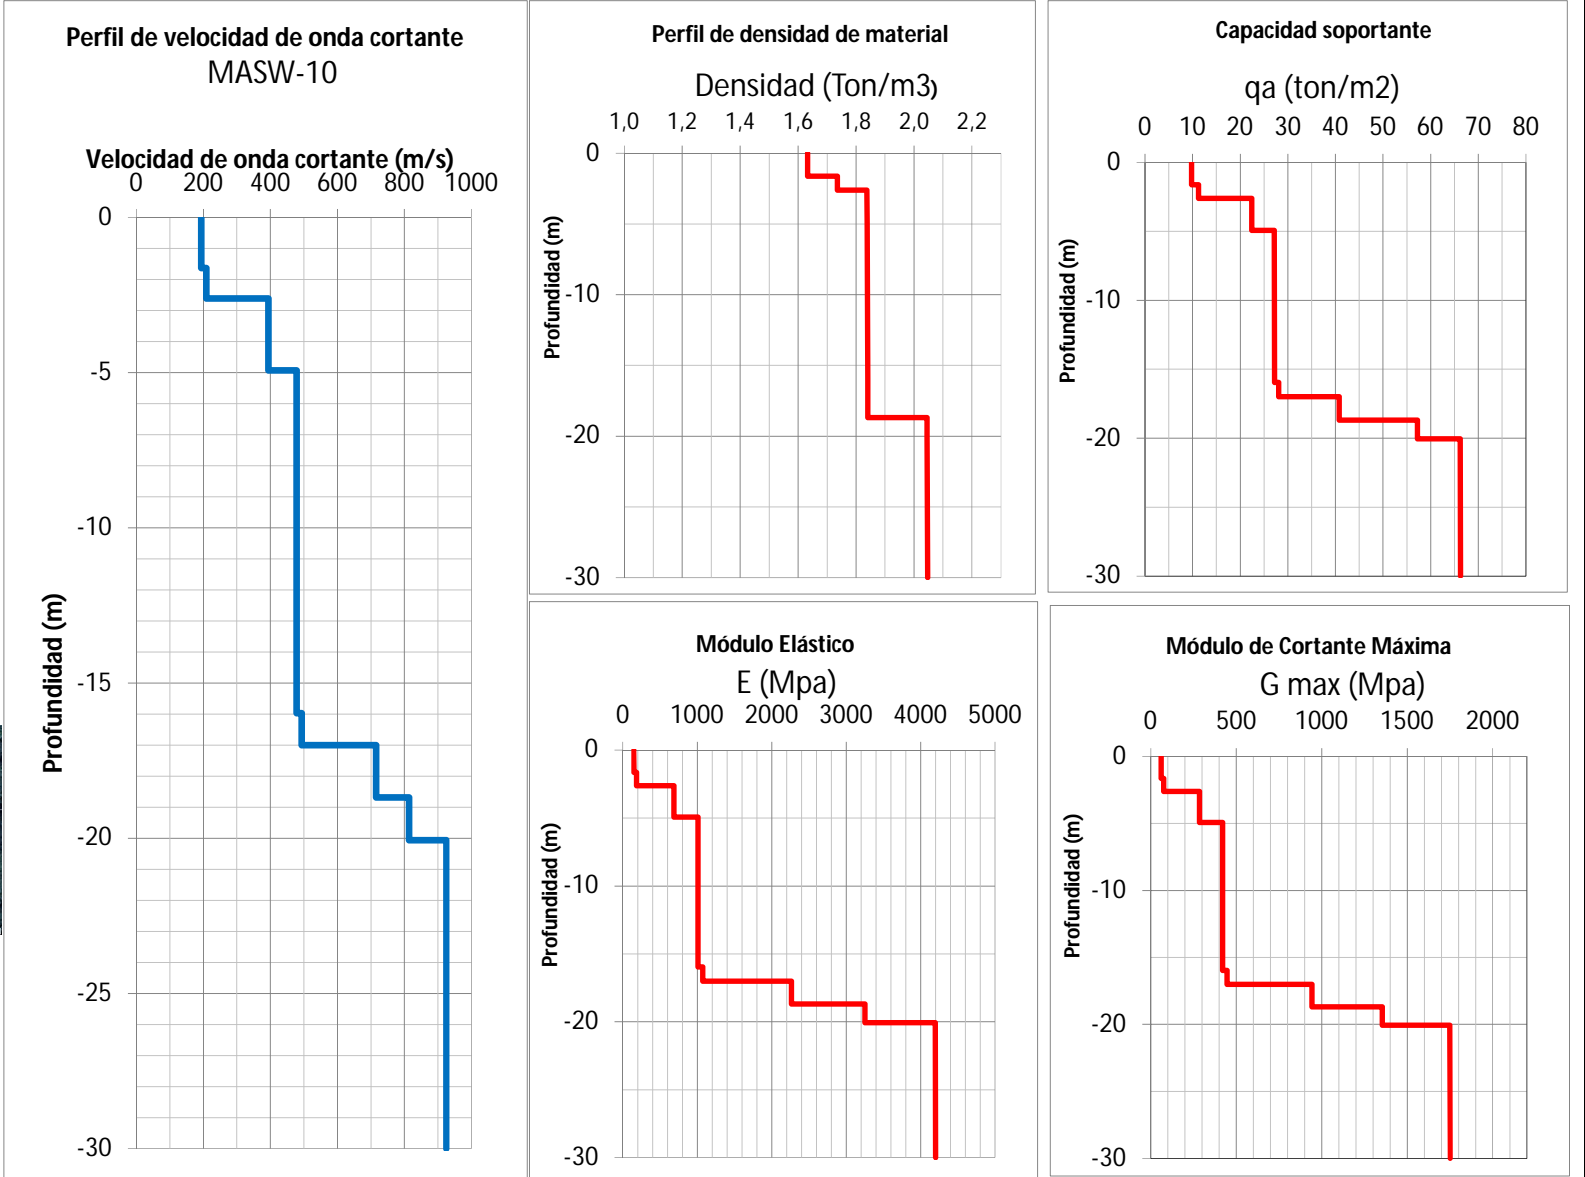 Perfil de velocidad de onda cortante
MASW-10
Velocidad de onda cortante (m/s)
0 200 400 600 800 1000
0
-5
-10
-15
-20
-25
-30
Profundidad (m)
Perfil de densidad de material
Densidad (Ton/m3)
1,0 1,2 1,4 1,6 1,8 2,0 2,2
0
-10
-20
-30
Profundidad (m)
Capacidad soportante
qa (ton/m2)
0 10 20 30 40 50 60 70 80
0
-10
-20
-30
Profundidad (m)
Módulo Elástico
E (Mpa)
0 1000 2000 3000 4000 5000
0
-10
-20
-30
Profundidad (m)
Módulo de Cortante Máxima
G max (Mpa)
0 500 1000 1500 2000
0
-10
-20
-30
Profundidad (m)